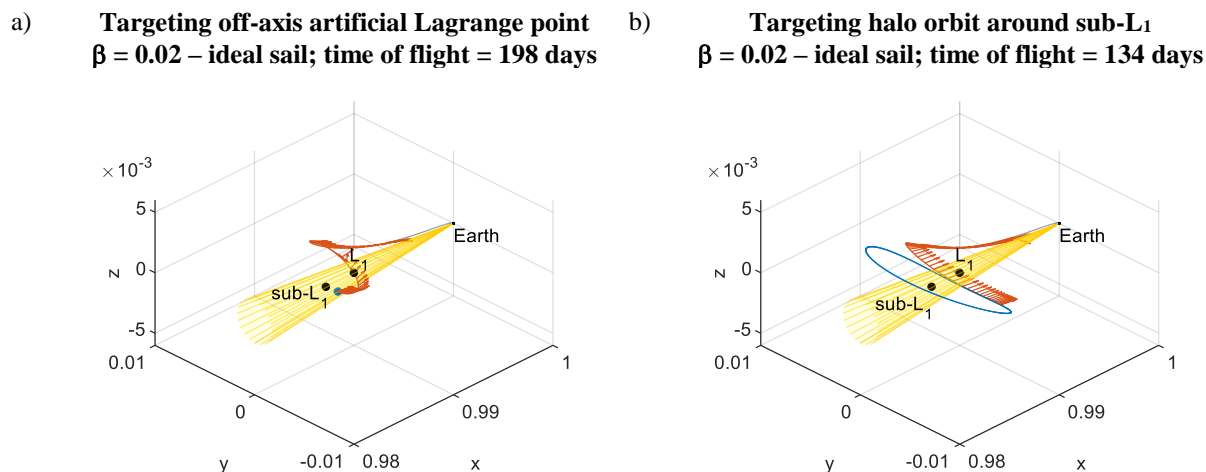 a)
Targeting off-axis artificial Lagrange point
β = 0.02 – ideal sail; time of flight = 198 days
× 10⁻³
5
0
-5
z
0.01
0
-0.01
y
0.98
0.99
1
x
Earth
L₁
sub-L₁
b)
Targeting halo orbit around sub-L₁
β = 0.02 – ideal sail; time of flight = 134 days
× 10⁻³
5
0
-5
z
0.01
0
-0.01
y
0.98
0.99
1
x
Earth
L₁
sub-L₁